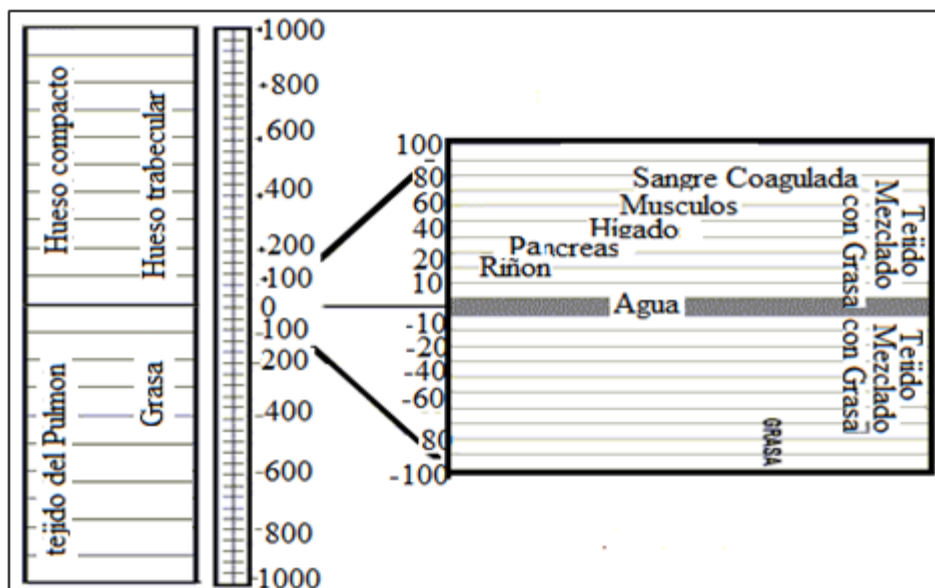 Hueso compacto
Hueso trabecular
tejido del Pulmon
Grasa
1000
+800
600
400
200
100
0
100
200
400
600
800
1000
100
80
60
40
20
10
-10
-20
-40
-60
80
-100
Sangre Coagulada
Musculos
Higado
Pancreas
Riñon
Agua
GRASA
Tejido
Mezclado
con Grasa
Tejido
Mezclado
con Grasa